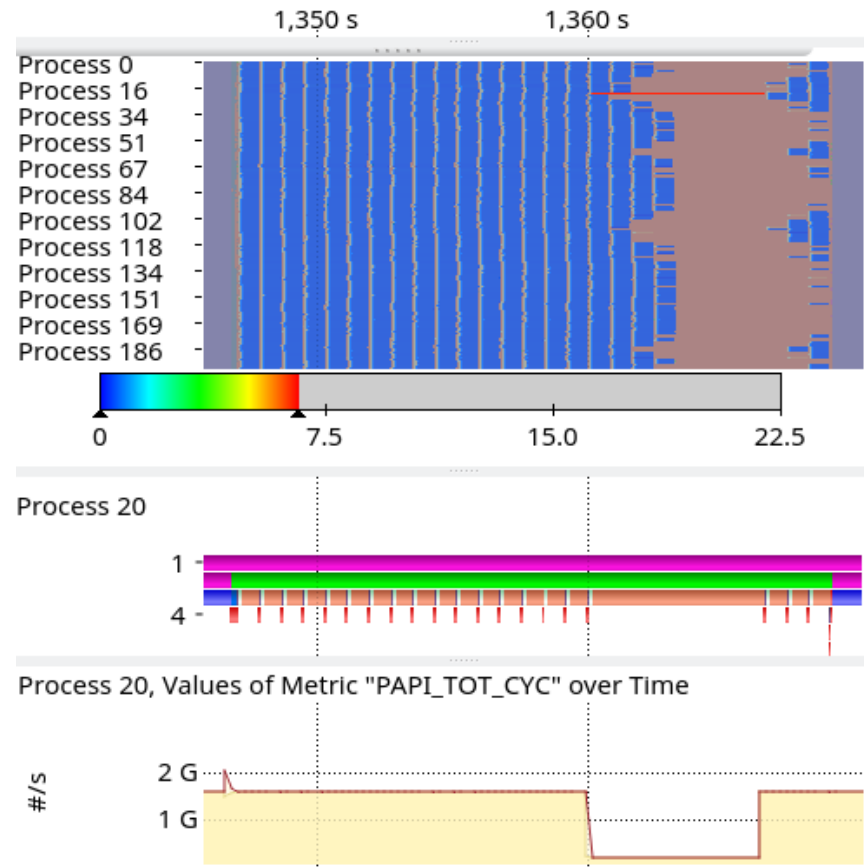 1,350 s 1,360 s
Process 0
Process 16
Process 34
Process 51
Process 67
Process 84
Process 102
Process 118
Process 134
Process 151
Process 169
Process 186
0 7.5 15.0 22.5
Process 20
1
4
Process 20, Values of Metric "PAPI_TOT_CYC" over Time
2 G
#/s
1 G